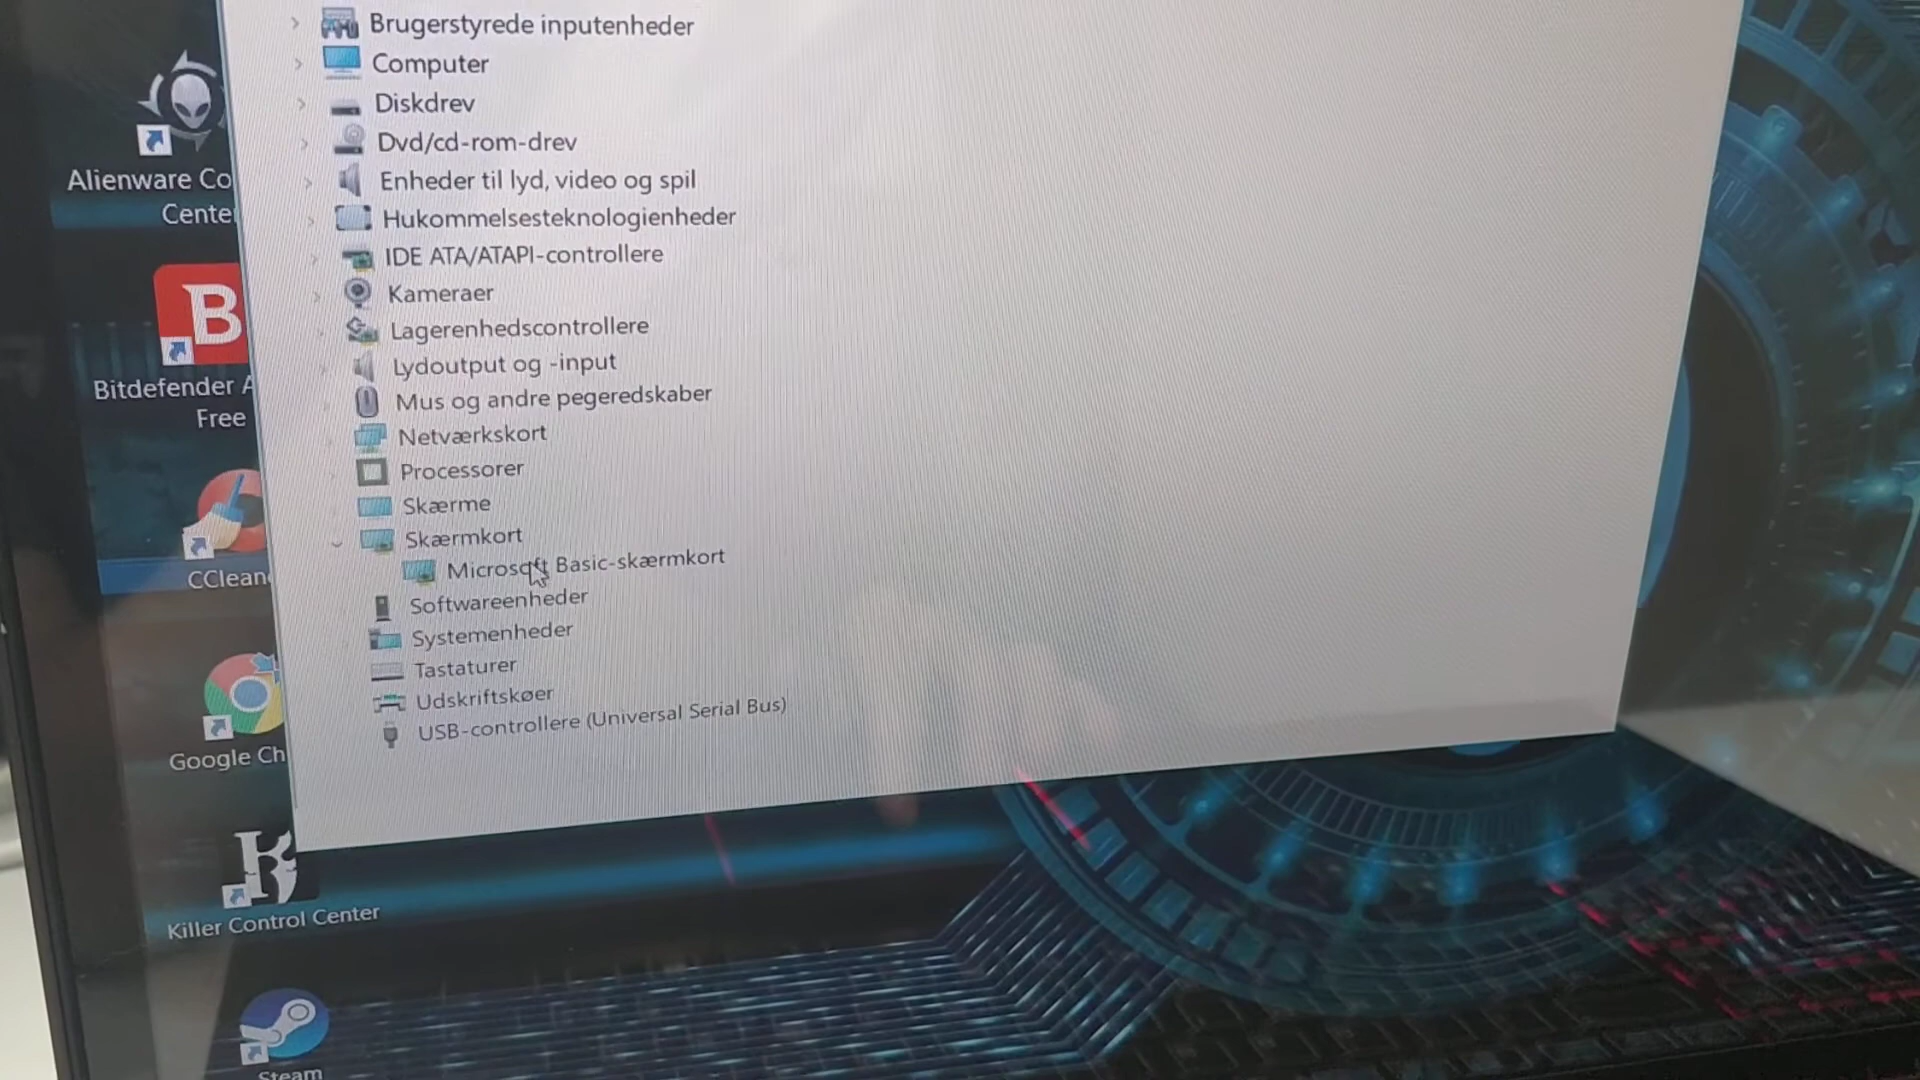 Brugerstyrede inputenheder
Computer
Diskdrev
Dvd/cd-rom-drev
Enheder til lyd, video og spil
Hukommelsesteknologienheder
IDE ATA/ATAPI-controllere
Kameraer
Lagerenhedscontrollere
Lydoutput og -input
Mus og andre pegeredskaber
Netværkskort
Processorer
Skærme
Skærmkort
Microsoft Basic-skærmkort
Softwareenheder
Systemenheder
Tastaturer
Udskriftskøer
USB-controllere (Universal Serial Bus)
Alienware Co
Center
B
Bitdefender A
Free
CClean
Google Ch
K
Killer Control Center
Steam